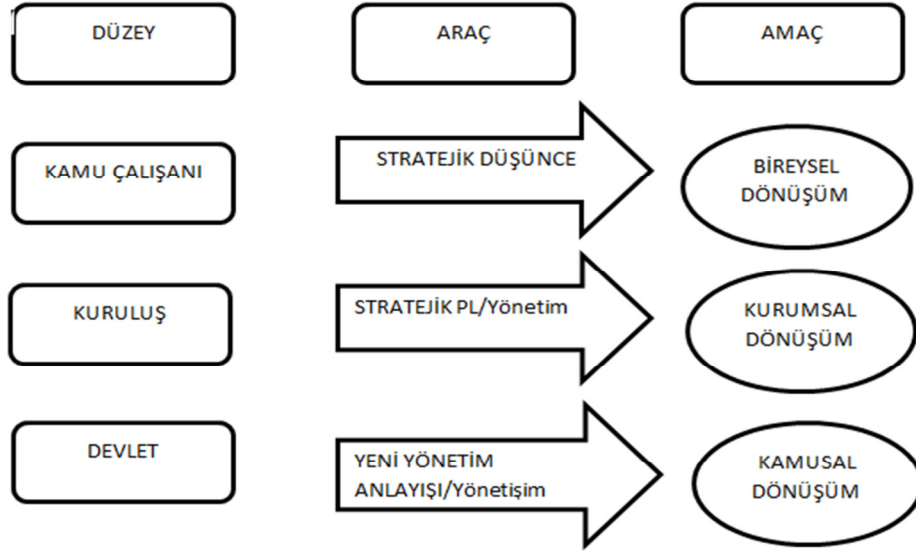 DÜZEY
ARAÇ
AMAÇ
KAMU ÇALIŞANI
STRATEJİK DÜŞÜNCE
BİREYSEL
DÖNÜŞÜM
KURULUŞ
STRATEJİK PL/Yönetim
KURUMSAL
DÖNÜŞÜM
DEVLET
YENİ YÖNETİM
ANLAYIŞI/Yönetişim
KAMUSAL
DÖNÜŞÜM